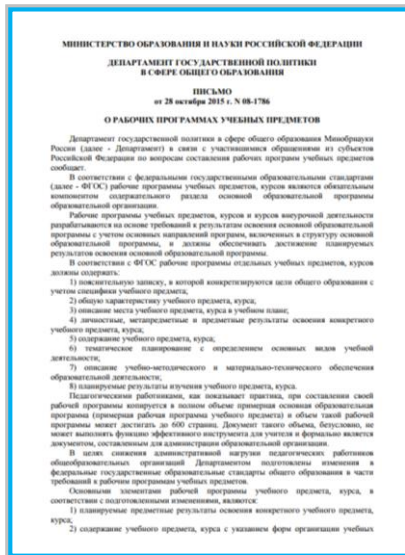 МИНИСТЕРСТВО ОБРАЗОВАНИЯ И НАУКИ РОССИЙСКОЙ ФЕДЕРАЦИИ
ДЕПАРТАМЕНТ ГОСУДАРСТВЕННОЙ ПОЛИТИКИ
В СФЕРЕ ОБЩЕГО ОБРАЗОВАНИЯ
ПИСЬМО
от 28 октября 2015 г. N 08-1786
О РАБОЧИХ ПРОГРАММАХ УЧЕБНЫХ ПРЕДМЕТОВ
Департамент государственной политики в сфере общего образования Минобрнауки
России (далее - Департамент) в связи с участившимися обращениями из субъектов
Российской Федерации по вопросам составления рабочих программ учебных предметов
сообщает.
В соответствии с федеральными государственными образовательными стандартами
(далее - ФГОС) рабочие программы учебных предметов, курсов являются обязательным
компонентом содержательного раздела основной образовательной программы
образовательной организации.
Рабочие программы учебных предметов, курсов и курсов внеурочной деятельности
разрабатываются на основе требований к результатам освоения основной образовательной
программы с учетом основных направлений программ, включенных в структуру основной
образовательной программы, и должны обеспечивать достижение планируемых
результатов освоения основной образовательной программы.
В соответствии с ФГОС рабочие программы отдельных учебных предметов, курсов
должны содержать:
1) пояснительную записку, в которой конкретизируются цели общего образования с
учетом специфики учебного предмета;
2) общую характеристику учебного предмета, курса;
3) описание места учебного предмета, курса в учебном плане;
4) личностные, метапредметные и предметные результаты освоения конкретного
учебного предмета, курса;
5) содержание учебного предмета, курса;
6) тематическое планирование с определением основных видов учебной
деятельности;
7) описание учебно-методического и материально-технического обеспечения
образовательной деятельности;
8) планируемые результаты изучения учебного предмета, курса.
Педагогическими работниками, как показывает практика, при составлении своей
рабочей программы копируется в полном объеме примерная основная образовательная
программа (примерная рабочая программа учебного предмета) и объем такой рабочей
программы может достигать до 600 страниц. Документ такого объема, безусловно, не
может выполнять функцию эффективного инструмента для учителя и формально является
документом, составленным для администрации образовательной организации.
В целях снижения административной нагрузки педагогических работников
общеобразовательных организаций Департаментом подготовлены изменения в
федеральные государственные образовательные стандарты общего образования в части
требований к рабочим программам учебных предметов.
Основными элементами рабочей программы учебного предмета, курса, в
соответствии с подготовленными изменениями, являются:
1) планируемые предметные результаты освоения конкретного учебного предмета,
курса;
2) содержание учебного предмета, курса с указанием форм организации учебных